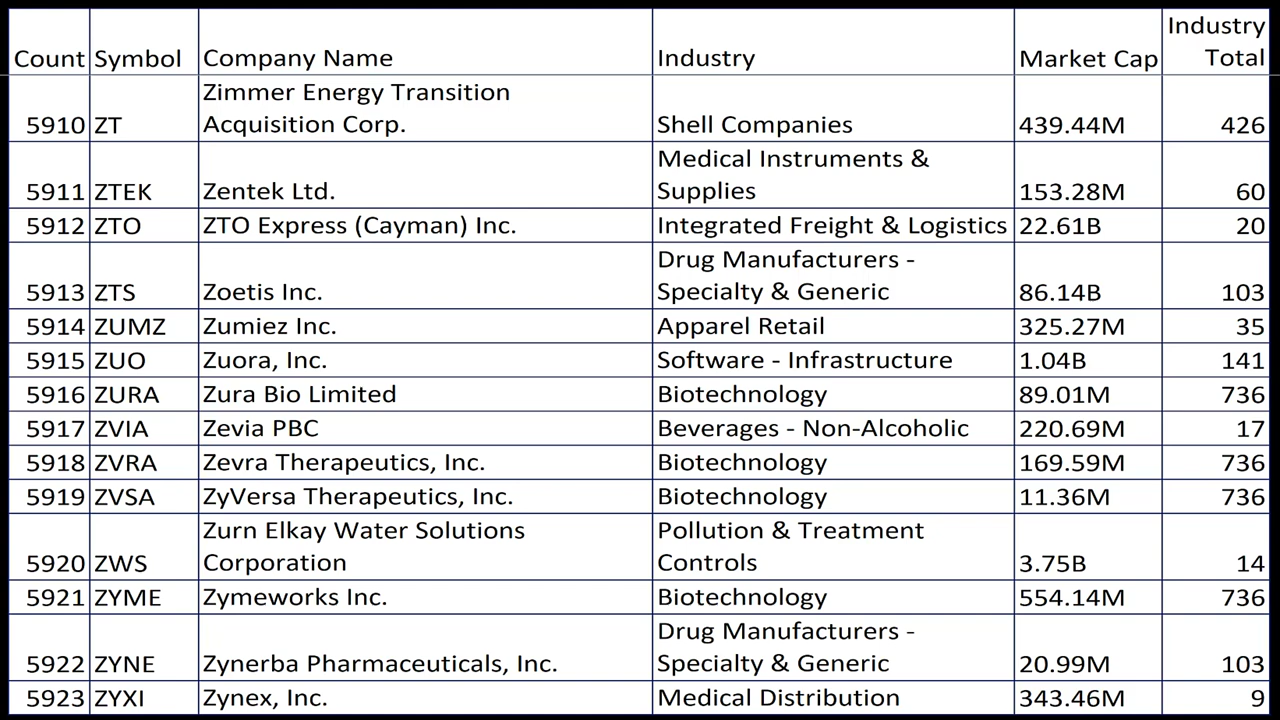 Count Symbol Company Name Industry Market Cap Industry Total
5910 ZT Zimmer Energy Transition Acquisition Corp. Shell Companies 439.44M 426
5911 ZTEK Zentek Ltd. Medical Instruments & Supplies 153.28M 60
5912 ZTO ZTO Express (Cayman) Inc. Integrated Freight & Logistics 22.61B 20
5913 ZTS Zoetis Inc. Drug Manufacturers - Specialty & Generic 86.14B 103
5914 ZUMZ Zumiez Inc. Apparel Retail 325.27M 35
5915 ZUO Zuora, Inc. Software - Infrastructure 1.04B 141
5916 ZURA Zura Bio Limited Biotechnology 89.01M 736
5917 ZVIA Zevia PBC Beverages - Non-Alcoholic 220.69M 17
5918 ZVRA Zevra Therapeutics, Inc. Biotechnology 169.59M 736
5919 ZVSA ZyVersa Therapeutics, Inc. Biotechnology 11.36M 736
5920 ZWS Zurn Elkay Water Solutions Corporation Pollution & Treatment Controls 3.75B 14
5921 ZYME Zymeworks Inc. Biotechnology 554.14M 736
5922 ZYNE Zynerba Pharmaceuticals, Inc. Drug Manufacturers - Specialty & Generic 20.99M 103
5923 ZYXI Zynex, Inc. Medical Distribution 343.46M 9